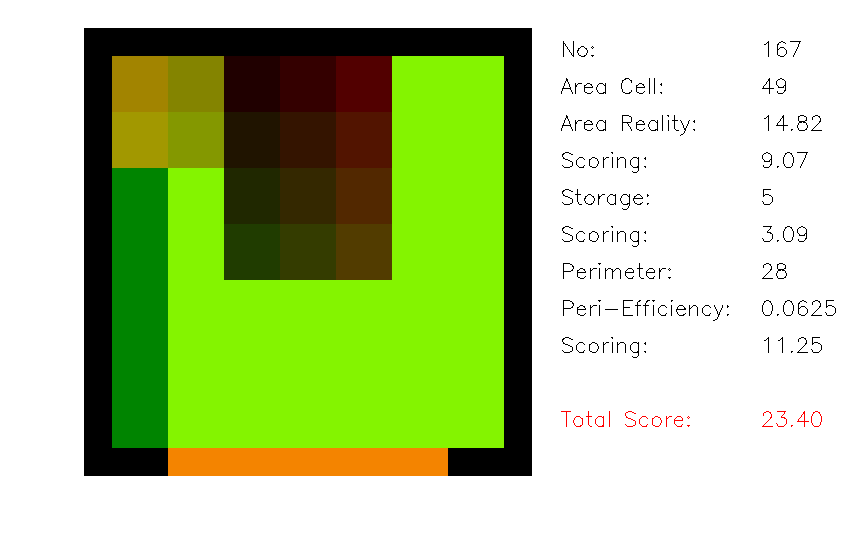 No: 167
Area Cell: 49
Area Reality: 14.82
Scoring: 9.07
Storage: 5
Scoring: 3.09
Perimeter: 28
Peri-Efficiency: 0.0625
Scoring: 11.25
Total Score: 23.40